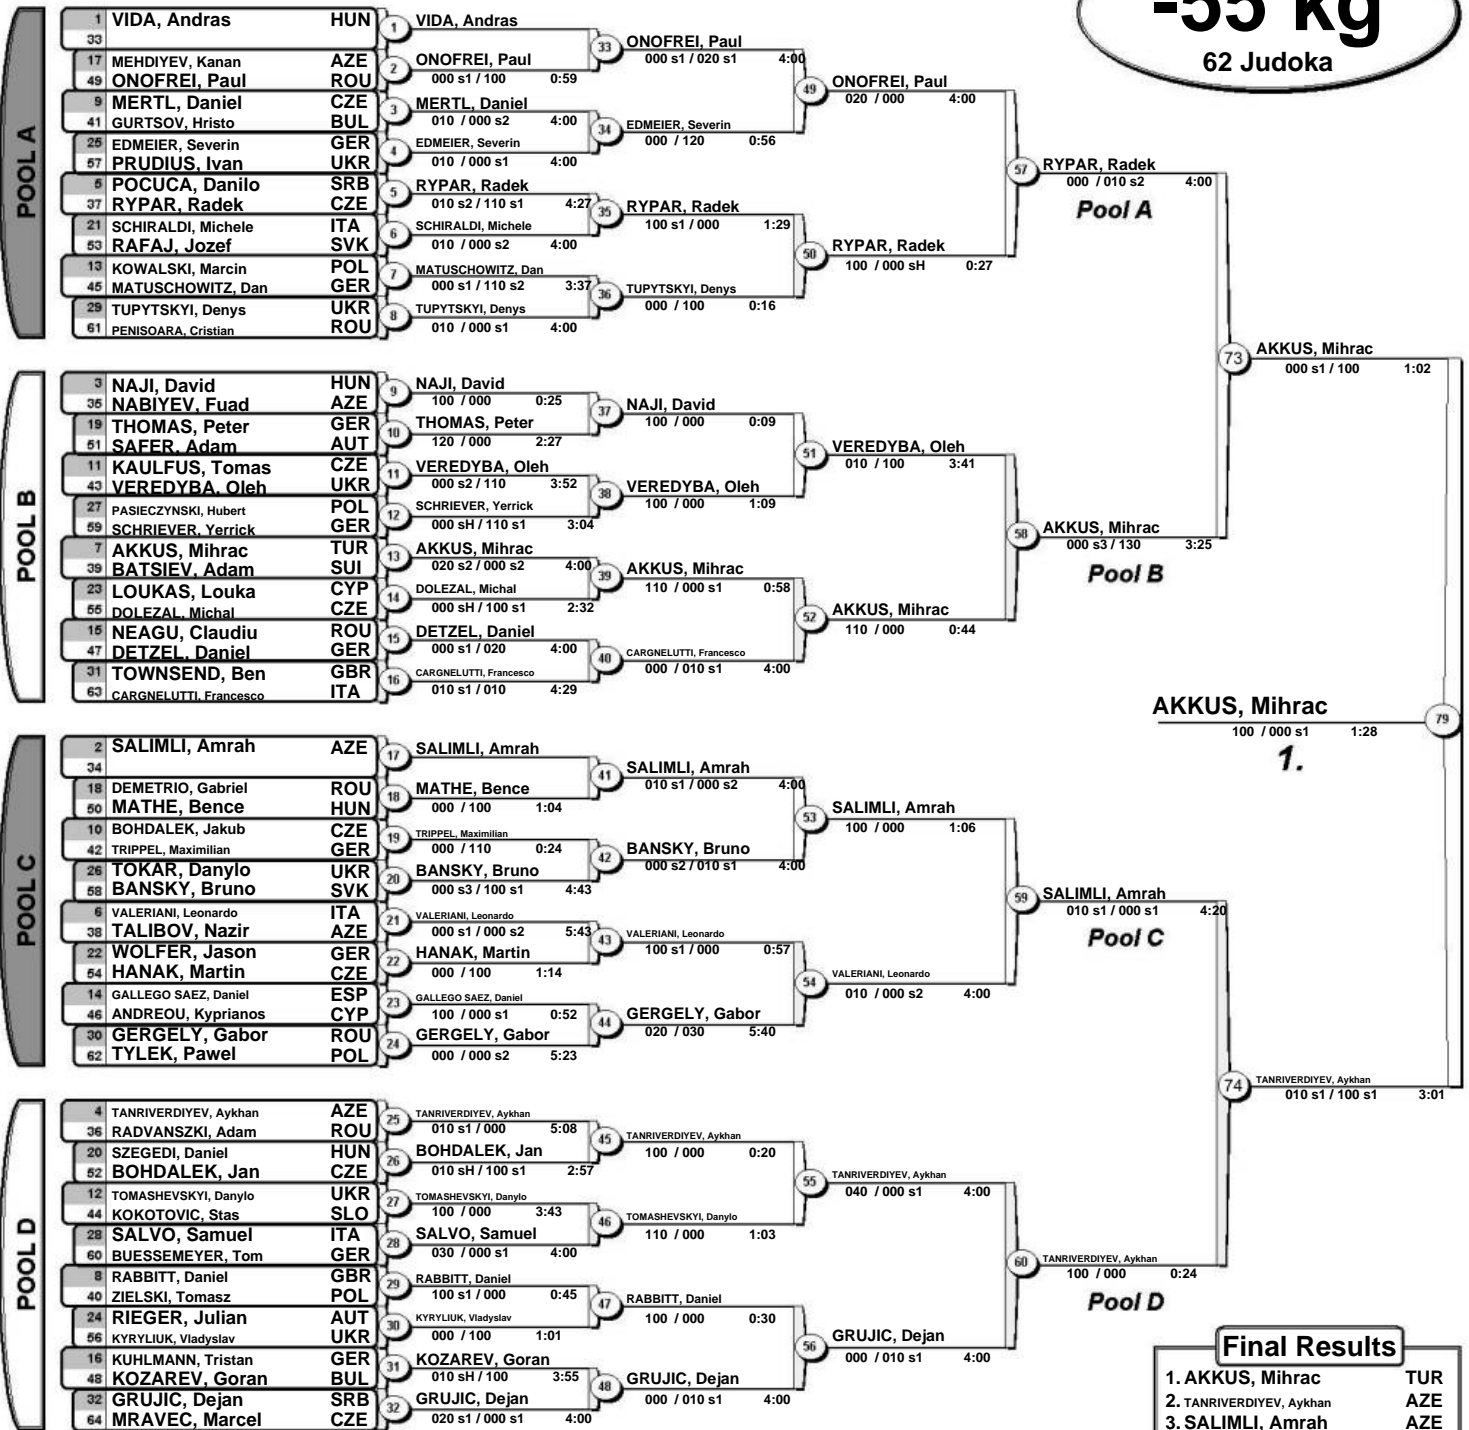 -55 kg
62 Judoka
POOL A
1 VIDA, Andras HUN
33
17 MEHDIYEV, Kanan AZE
49 ONOFREI, Paul ROU
9 MERTL, Daniel CZE
41 GURTSOV, Hristo BUL
25 EDMEIER, Severin GER
57 PRUDIUS, Ivan UKR
5 POCUCA, Danilo SRB
37 RYPAR, Radek CZE
21 SCHIRALDI, Michele ITA
53 RAFAJ, Jozef SVK
13 KOWALSKI, Marcin POL
45 MATUSCHOWITZ, Dan GER
29 TUPYTSKYI, Denys UKR
61 PENISOARA, Cristian ROU
1 VIDA, Andras
2 ONOFREI, Paul
000 s1 / 100 0:59
3 MERTL, Daniel
010 / 000 s2 4:00
4 EDMEIER, Severin
010 / 000 s1 4:00
5 RYPAR, Radek
010 s2 / 110 s1 4:27
6 SCHIRALDI, Michele
010 / 000 s2 4:00
7 MATUSCHOWITZ, Dan
000 s1 / 110 s2 3:37
8 TUPYTSKYI, Denys
010 / 000 s1 4:00
33 ONOFREI, Paul
000 s1 / 020 s1 4:00
34 EDMEIER, Severin
000 / 120 0:56
35 RYPAR, Radek
100 s1 / 000 1:29
36 TUPYTSKYI, Denys
000 / 100 0:16
49 ONOFREI, Paul
020 / 000 4:00
50 RYPAR, Radek
100 / 000 sH 0:27
57 RYPAR, Radek
000 / 010 s2 4:00
Pool A
POOL B
3 NAJI, David HUN
35 NABIYEV, Fuad AZE
19 THOMAS, Peter GER
51 SAFER, Adam AUT
11 KAULFUS, Tomas CZE
43 VEREDYBA, Oleh UKR
27 PASIECZYNSKI, Hubert POL
59 SCHRIEVER, Yerrick GER
7 AKKUS, Mihrac TUR
39 BATSIEV, Adam SUI
23 LOUKAS, Louka CYP
55 DOLEZAL, Michal CZE
15 NEAGU, Claudiu ROU
47 DETZEL, Daniel GER
31 TOWNSEND, Ben GBR
63 CARGNELUTTI, Francesco ITA
9 NAJI, David
100 / 000 0:25
10 THOMAS, Peter
120 / 000 2:27
11 VEREDYBA, Oleh
000 s2 / 110 3:52
12 SCHRIEVER, Yerrick
000 sH / 110 s1 3:04
13 AKKUS, Mihrac
020 s2 / 000 s2 4:00
14 DOLEZAL, Michal
000 sH / 100 s1 2:32
15 DETZEL, Daniel
000 s1 / 020 4:00
16 CARGNELUTTI, Francesco
010 s1 / 010 4:29
37 NAJI, David
100 / 000 0:09
38 VEREDYBA, Oleh
100 / 000 1:09
39 AKKUS, Mihrac
110 / 000 s1 0:58
40 CARGNELUTTI, Francesco
000 / 010 s1 4:00
51 VEREDYBA, Oleh
010 / 100 3:41
52 AKKUS, Mihrac
110 / 000 0:44
58 AKKUS, Mihrac
000 s3 / 130 3:25
Pool B
73 AKKUS, Mihrac
000 s1 / 100 1:02
AKKUS, Mihrac 79
100 / 000 s1 1:28
1.
POOL C
2 SALIMLI, Amrah AZE
34
18 DEMETRIO, Gabriel ROU
50 MATHE, Bence HUN
10 BOHDALEK, Jakub CZE
42 TRIPPEL, Maximilian GER
26 TOKAR, Danylo UKR
58 BANSKY, Bruno SVK
6 VALERIANI, Leonardo ITA
38 TALIBOV, Nazir AZE
22 WOLFER, Jason GER
54 HANAK, Martin CZE
14 GALLEGO SAEZ, Daniel ESP
46 ANDREOU, Kyprianos CYP
30 GERGELY, Gabor ROU
62 TYLEK, Pawel POL
17 SALIMLI, Amrah
18 MATHE, Bence
000 / 100 1:04
19 TRIPPEL, Maximilian
000 / 110 0:24
20 BANSKY, Bruno
000 s3 / 100 s1 4:43
21 VALERIANI, Leonardo
000 s1 / 000 s2 5:43
22 HANAK, Martin
000 / 100 1:14
23 GALLEGO SAEZ, Daniel
100 / 000 s1 0:52
24 GERGELY, Gabor
000 / 000 s2 5:23
41 SALIMLI, Amrah
010 s1 / 000 s2 4:00
42 BANSKY, Bruno
000 s2 / 010 s1 4:00
43 VALERIANI, Leonardo
100 s1 / 000 0:57
44 GERGELY, Gabor
020 / 030 5:40
53 SALIMLI, Amrah
100 / 000 1:06
54 VALERIANI, Leonardo
010 / 000 s2 4:00
59 SALIMLI, Amrah
010 s1 / 000 s1 4:20
Pool C
POOL D
4 TANRIVERDIYEV, Aykhan AZE
36 RADVANSZKI, Adam ROU
20 SZEGEDI, Daniel HUN
52 BOHDALEK, Jan CZE
12 TOMASHEVSKYI, Danylo UKR
44 KOKOTOVIC, Stas SLO
28 SALVO, Samuel ITA
60 BUESSEMEYER, Tom GER
8 RABBITT, Daniel GBR
40 ZIELSKI, Tomasz POL
24 RIEGER, Julian AUT
56 KYRYLIUK, Vladyslav UKR
16 KUHLMANN, Tristan GER
48 KOZAREV, Goran BUL
32 GRUJIC, Dejan SRB
64 MRAVEC, Marcel CZE
25 TANRIVERDIYEV, Aykhan
010 s1 / 000 5:08
26 BOHDALEK, Jan
010 sH / 100 s1 2:57
27 TOMASHEVSKYI, Danylo
100 / 000 3:43
28 SALVO, Samuel
030 / 000 s1 4:00
29 RABBITT, Daniel
100 s1 / 000 0:45
30 KYRYLIUK, Vladyslav
000 / 100 1:01
31 KOZAREV, Goran
010 sH / 100 3:55
32 GRUJIC, Dejan
020 s1 / 000 s1 4:00
45 TANRIVERDIYEV, Aykhan
100 / 000 0:20
46 TOMASHEVSKYI, Danylo
110 / 000 1:03
47 RABBITT, Daniel
100 / 000 0:30
48 GRUJIC, Dejan
000 / 010 s1 4:00
55 TANRIVERDIYEV, Aykhan
040 / 000 s1 4:00
56 GRUJIC, Dejan
000 / 010 s1 4:00
60 TANRIVERDIYEV, Aykhan
100 / 000 0:24
Pool D
74 TANRIVERDIYEV, Aykhan
010 s1 / 100 s1 3:01
Final Results
1. AKKUS, Mihrac TUR
2. TANRIVERDIYEV, Aykhan AZE
3. SALIMLI, Amrah AZE